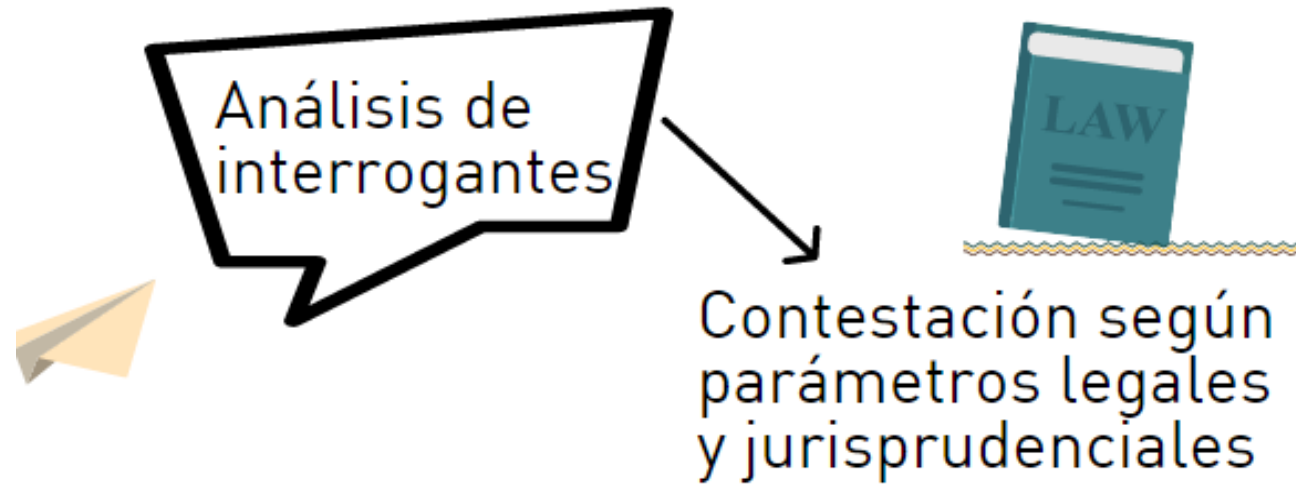 Análisis de
interrogantes
LAW
Contestación según
parámetros legales
y jurisprudenciales